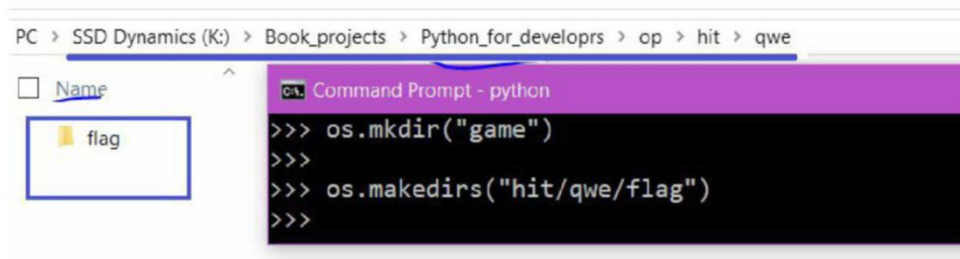 PC > SSD Dynamics (K:) > Book_projects > Python_for_developrs > op > hit > qwe
Name
flag
Command Prompt - python
>>> os.mkdir("game")
>>>
>>> os.makedirs("hit/qwe/flag")
>>>